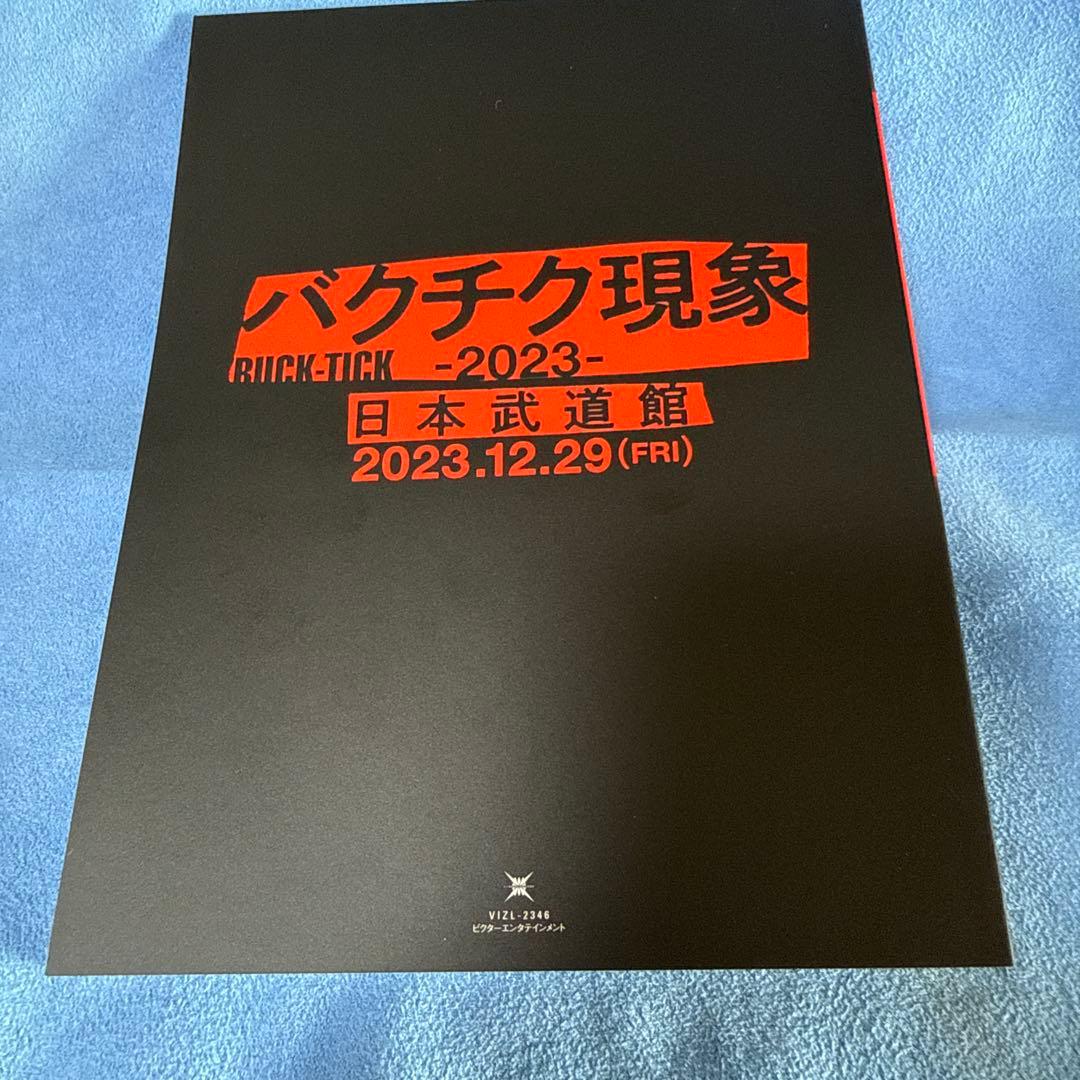 バクチク現象
BUCK-TICK -2023-
日本武道館
2023.12.29(FRI)
VIZL-2346
ビクターエンタテインメント